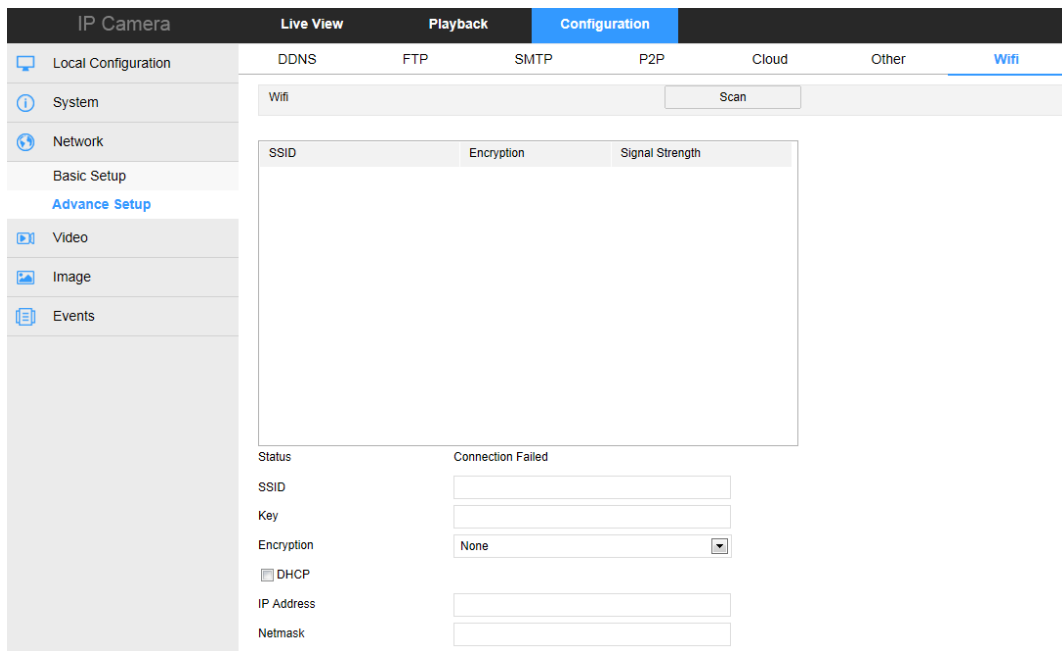 IP Camera Live View Playback Configuration
Local Configuration DDNS FTP SMTP P2P Cloud Other Wifi
System Wifi Scan
Network
SSID Encryption Signal Strength
Basic Setup
Advance Setup
Video
Image
Events
Status Connection Failed
SSID
Key
Encryption None
DHCP
IP Address
Netmask